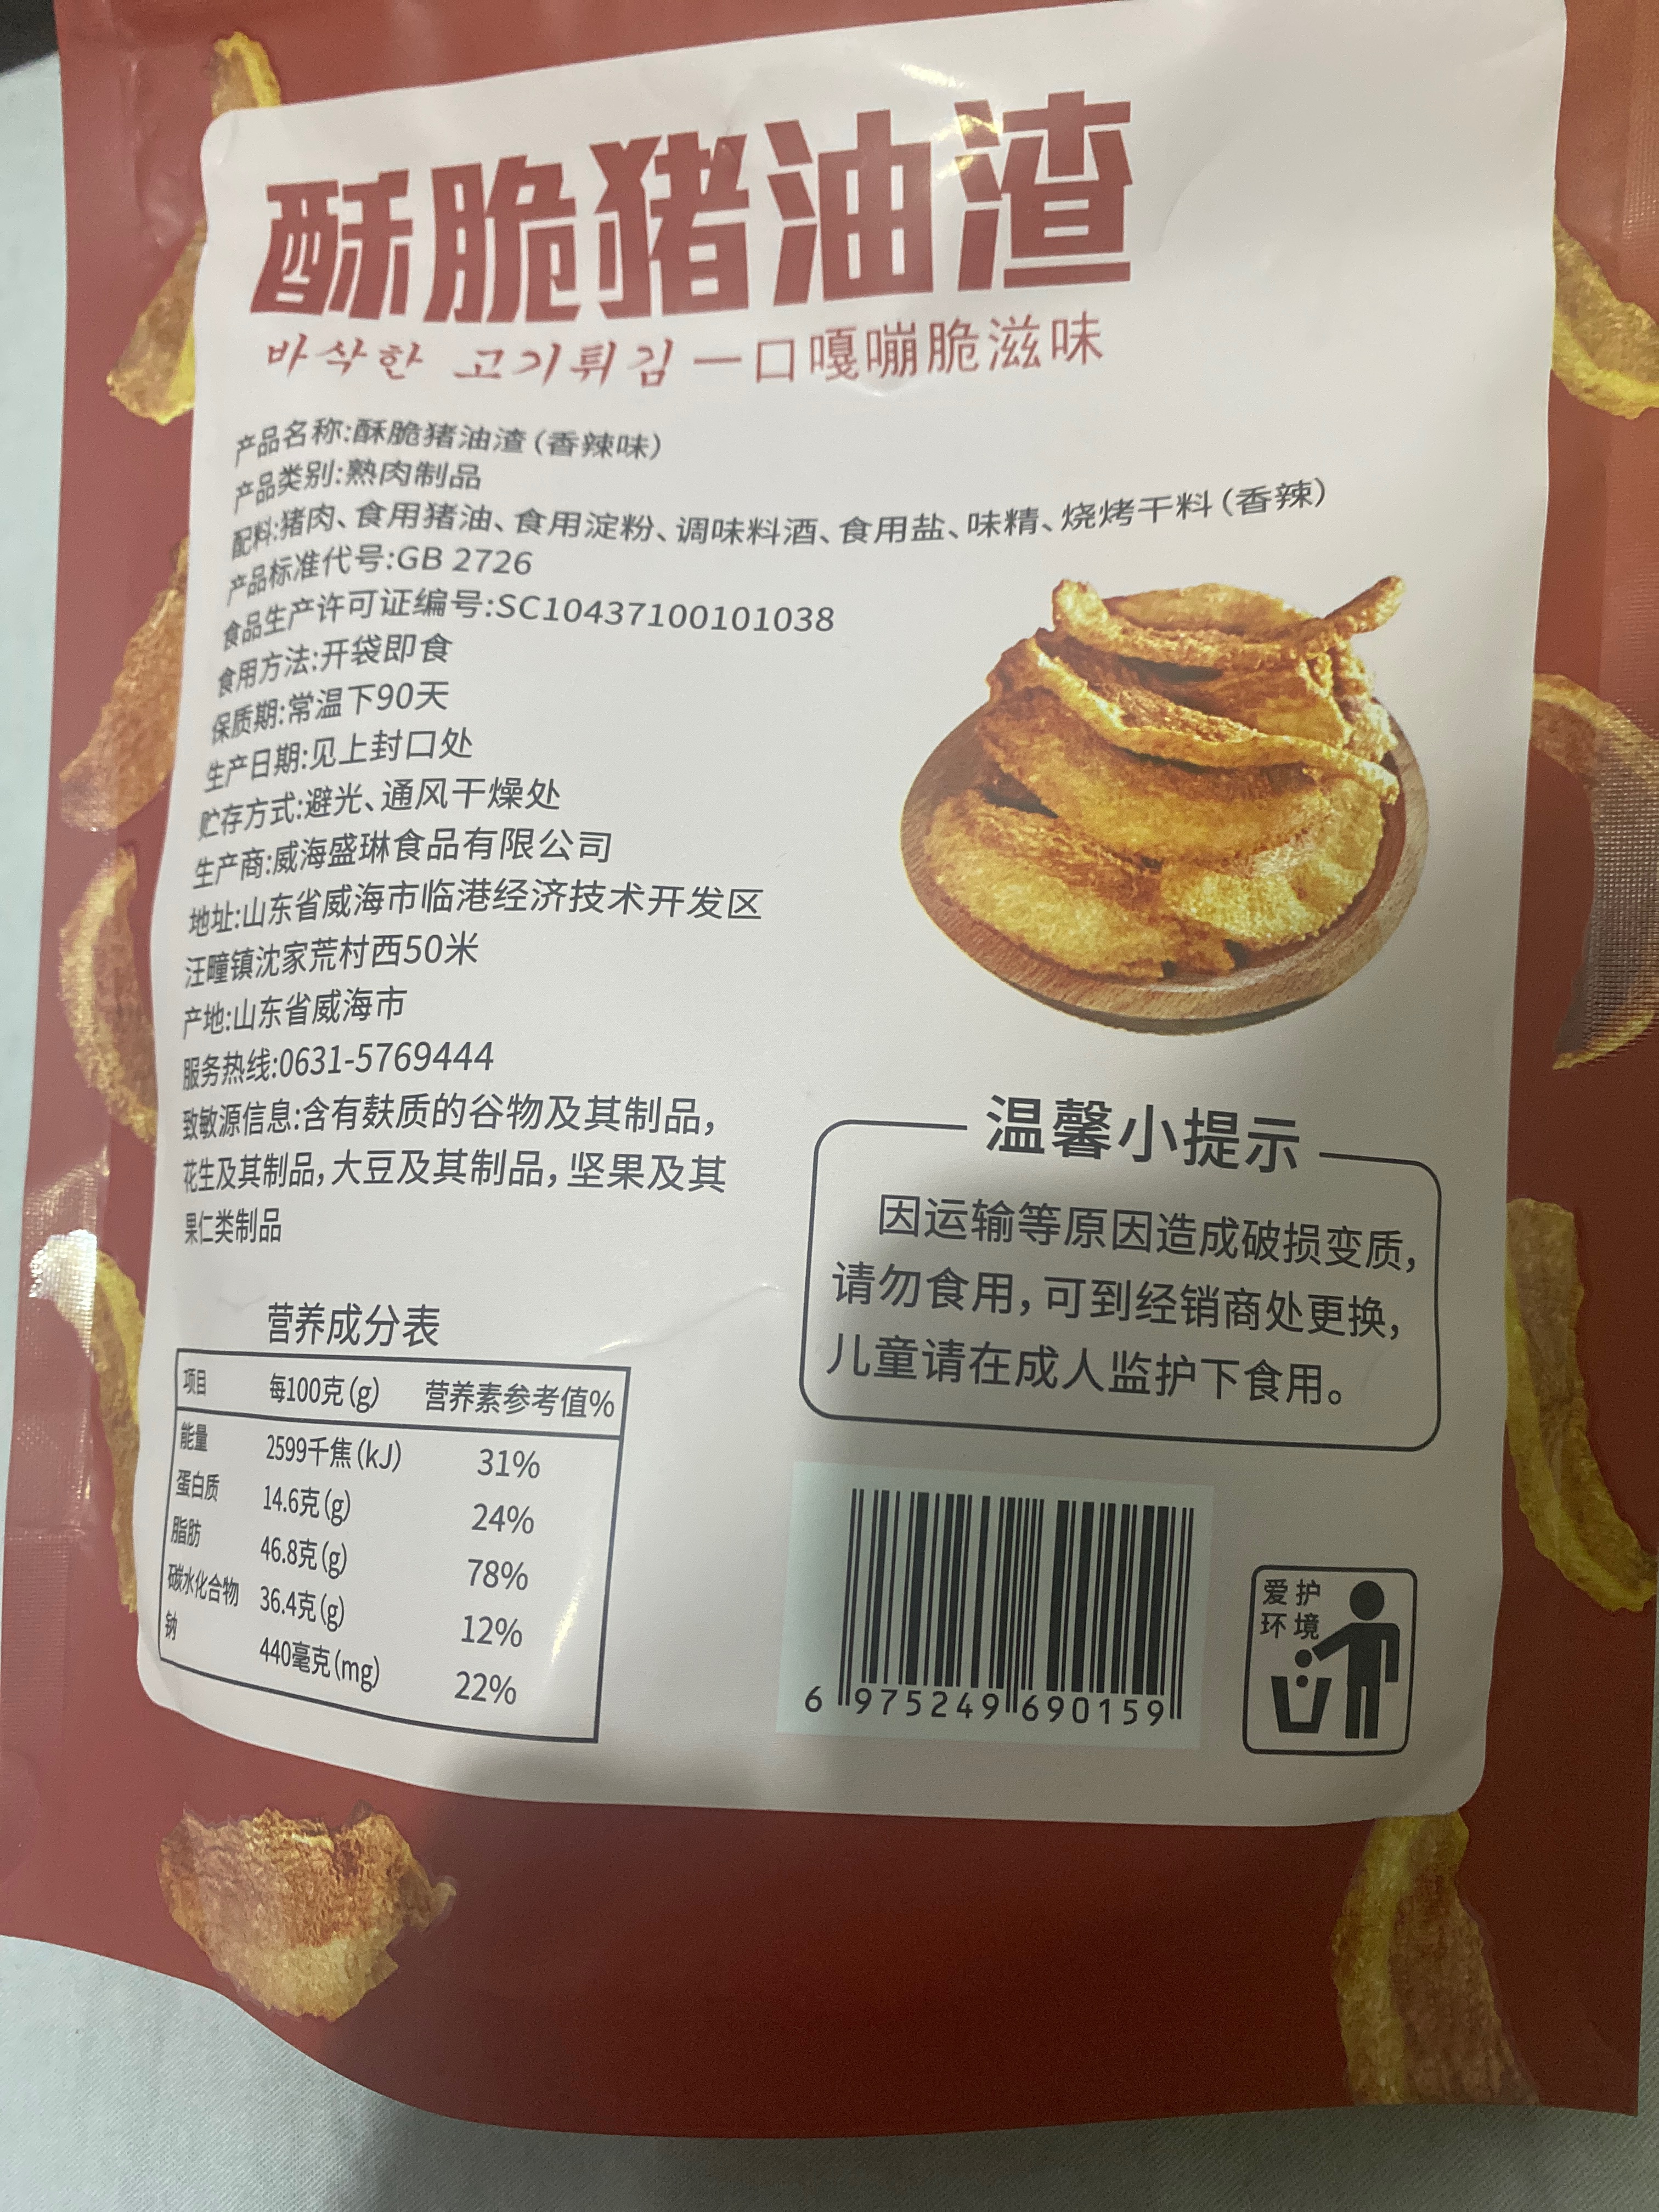 酥脆猪油渣
바삭한 고기튀김 一口嘎嘣脆滋味
产品名称:酥脆猪油渣(香辣味)
产品类别:熟肉制品
配料:猪肉、食用猪油、食用淀粉、调味料酒、食用盐、味精、烧烤干料(香辣)
产品标准代号:GB 2726
食品生产许可证编号:SC10437100101038
食用方法:开袋即食
保质期:常温下90天
生产日期:见上封口处
贮存方式:避光、通风干燥处
生产商:威海盛琳食品有限公司
地址:山东省威海市临港经济技术开发区
汪疃镇沈家荒村西50米
产地:山东省威海市
服务热线:0631-5769444
致敏源信息:含有麸质的谷物及其制品,
花生及其制品,大豆及其制品,坚果及其
果仁类制品
温馨小提示
因运输等原因造成破损变质,
请勿食用,可到经销商处更换,
儿童请在成人监护下食用。
营养成分表
项目 每100克(g) 营养素参考值%
能量 2599千焦(kJ) 31%
蛋白质 14.6克(g) 24%
脂肪 46.8克(g) 78%
碳水化合物 36.4克(g) 12%
钠 440毫克(mg) 22%
6 975249 690159
爱护
环境